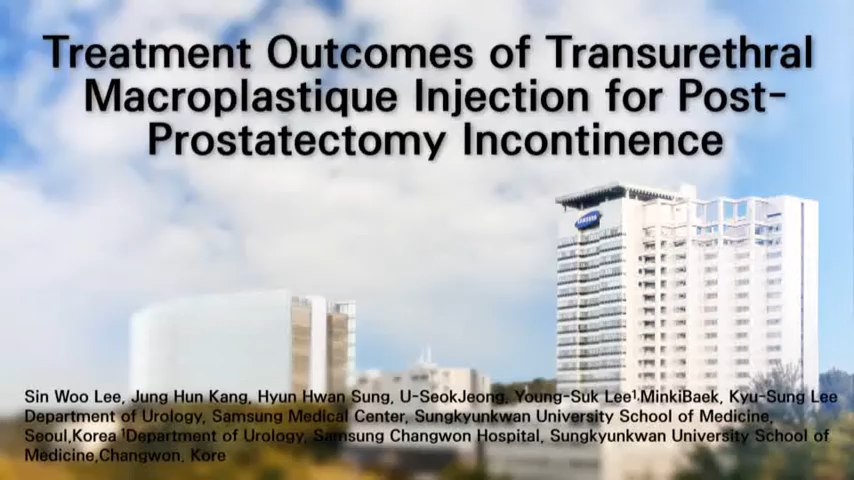 Treatment Outcomes of Transurethral
Macroplastique Injection for Post-
Prostatectomy Incontinence
SAMSUNG
Sin Woo Lee, Jung Hun Kang, Hyun Hwan Sung, U-SeokJeong, Young-Suk Lee¹,MinkiBaek, Kyu-Sung Lee
Department of Urology, Samsung Medical Center, Sungkyunkwan University School of Medicine,
Seoul,Korea ¹Department of Urology, Samsung Changwon Hospital, Sungkyunkwan University School of
Medicine,Changwon, Kore